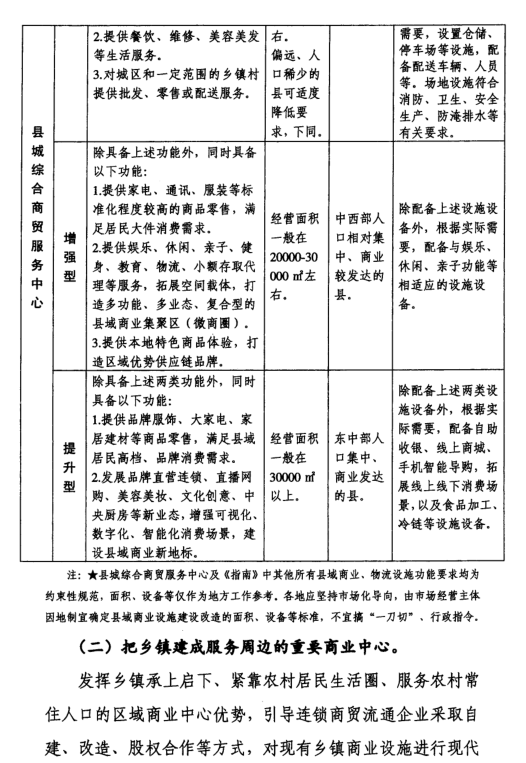 县城综合商贸服务中心
2.提供餐饮、维修、美容美发
等生活服务。
3.对城区和一定范围的乡镇村
提供批发、零售或配送服务。
右。
偏远、人
口稀少的
县可适度
降低要
求,下同。
需要,设置仓储、
停车场等设施,配
备配送车辆、人员
等。场地设施符合
消防、卫生、安全
生产、防淹排水等
有关要求。
增强型
除具备上述功能外,同时具备
以下功能:
1.提供家电、通讯、服装等标
准化程度较高的商品零售,满
足居民大件消费需求。
2.提供娱乐、休闲、亲子、健
身、教育、物流、小额存取代
理等服务,拓展空间载体,打
造多功能、多业态、复合型的
县域商业集聚区(微商圈)。
3.提供本地特色商品体验,打
造区域优势供应链品牌。
经营面积
一般在
20000-30
000 ㎡左
右。
中西部人
口相对集
中、商业
较发达的
县。
除配备上述设施设
备外,根据实际需
要,配备与娱乐、
休闲、亲子功能等
相适应的设施设
备。
提升型
除具备上述两类功能外,同时
具备以下功能:
1.提供品牌服饰、大家电、家
居建材等商品零售,满足县域
居民高档、品牌消费需求。
2.发展品牌直营连锁、直播网
购、美容美妆、文化创意、中
央厨房等新业态,增强可视化、
数字化、智能化消费场景,建
设县域商业新地标。
经营面积
一般在
30000 ㎡
以上。
东中部人
口集中、
商业发达
的县。
除配备上述两类设
施设备外,根据实
际需要,配备自助
收银、线上商城、
手机智能导购,拓
展线上线下消费场
景,以及食品加工、
冷链等设施设备。
注:★县城综合商贸服务中心及《指南》中其他所有县域商业、物流设施功能要求均为
约束性规范,面积、设备等仅作为地方工作参考。各地应坚持市场化导向,由市场经营主体
因地制宜确定县域商业设施建设改造的面积、设备等标准,不宜搞“一刀切”、行政指令。
(二)把乡镇建成服务周边的重要商业中心。
发挥乡镇承上启下、紧靠农村居民生活圈、服务农村常
住人口的区域商业中心优势,引导连锁商贸流通企业采取自
建、改造、股权合作等方式,对现有乡镇商业设施进行现代